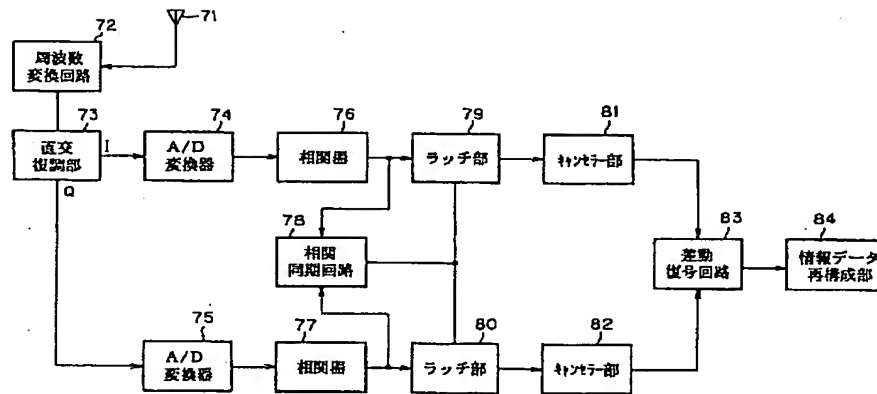 71
72
周波数
変換回路
73
直交
復調部
I
Q
74
A/D
変換器
76
相関器
79
ラッチ部
81
キャンセラー部
78
相関
同期回路
83
差動
復号回路
84
情報データ
再構成部
75
A/D
変換器
77
相関器
80
ラッチ部
82
キャンセラー部